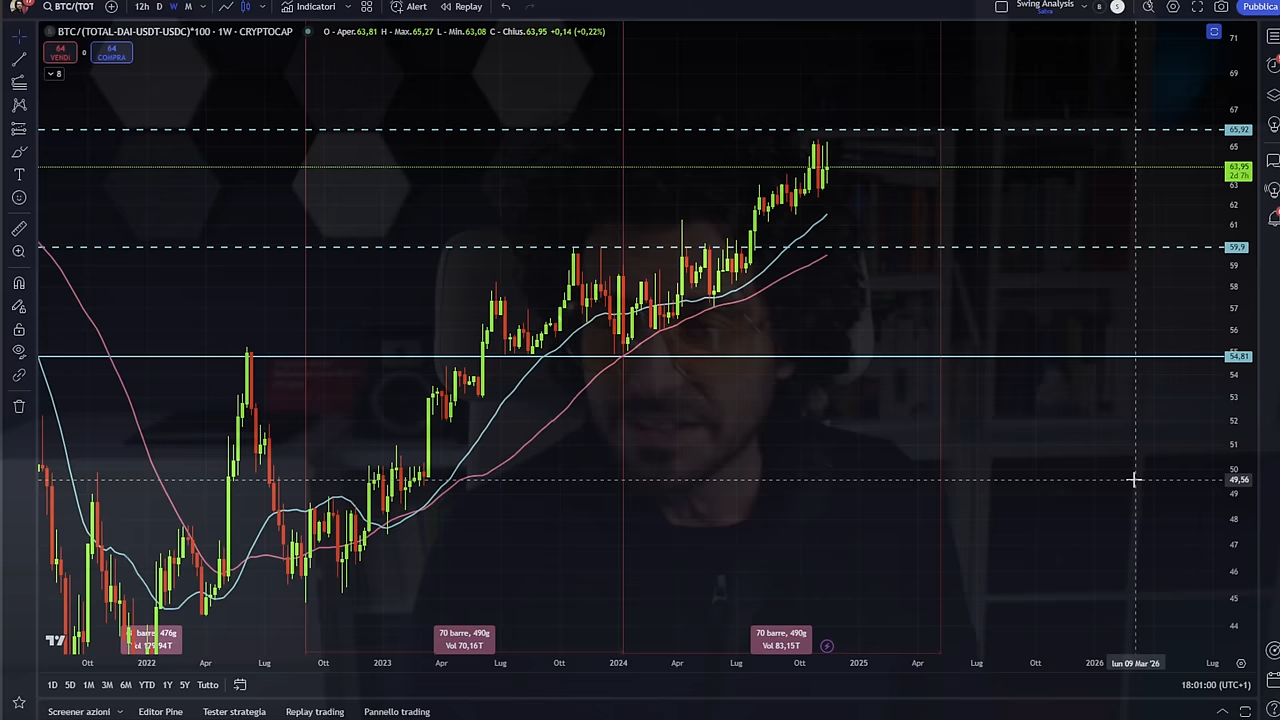 BTC/(TOT
12h D W M
Indicatori
Alert
Replay
Swing Analysis
Salva
B
S
Pubblica
BTC/(TOTAL-DAI-USDT-USDC)*100 · 1W · CRYPTOCAP
O - Aper.63,81 H - Max.65,27 L - Min.63,08 C - Chius.63,95 +0,14 (+0,22%)
64
VENDI
0
64
COMPRA
8
71
69
67
65,92
65
63,95
2d 7h
63
62
61
59,9
59
58
57
56
54,81
54
53
52
51
50
49,56
49
48
47
46
45
44
70 barre, 490g
Vol 70,16T
70 barre, 490g
Vol 83,15T
Ott 2022 Apr Lug Ott 2023 Apr Lug Ott 2024 Apr Lug Ott 2025 Apr Lug Ott 2026 lun 09 Mar '26 Lug
1D 5D 1M 3M 6M YTD 1Y 5Y Tutto
18:01:00 (UTC+1)
Screener azioni
Editor Pine
Tester strategia
Replay trading
Pannello trading